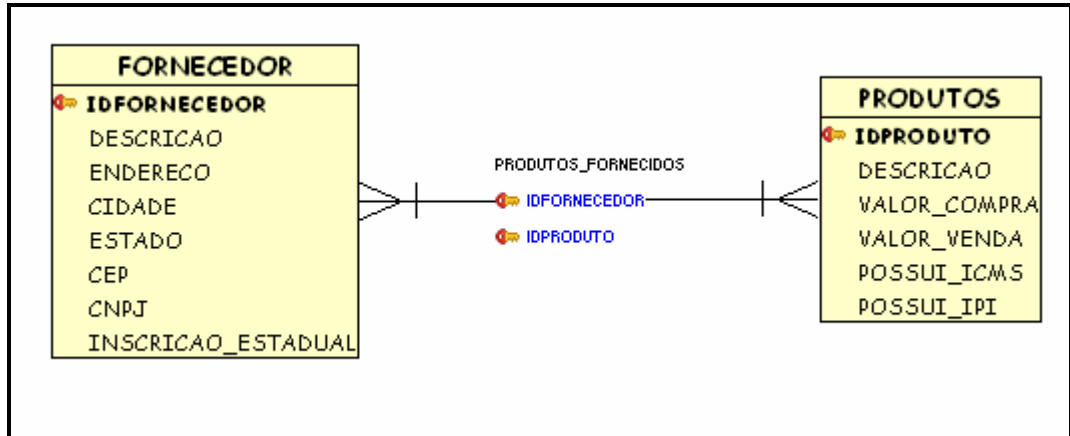 FORNECEDOR
IDFORNECEDOR
DESCRICAO
ENDERECO
CIDADE
ESTADO
CEP
CNPJ
INSCRICAO_ESTADUAL
PRODUTOS_FORNECIDOS
IDFORNECEDOR
IDPRODUTO
PRODUTOS
IDPRODUTO
DESCRICAO
VALOR_COMPRA
VALOR_VENDA
POSSUI_ICMS
POSSUI_IPI